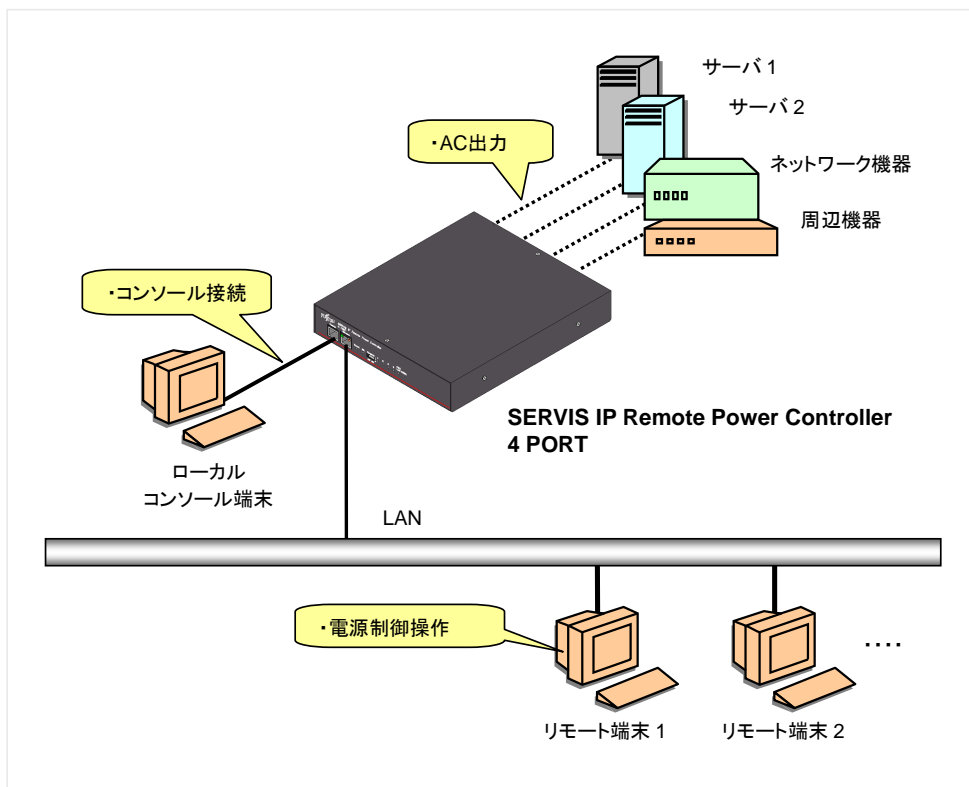 サーバ 1
サーバ 2
・AC出力
ネットワーク機器
周辺機器
・コンソール接続
SERVIS IP Remote Power Controller
4 PORT
ローカル
コンソール端末
LAN
・電源制御操作
････
リモート端末 1
リモート端末 2